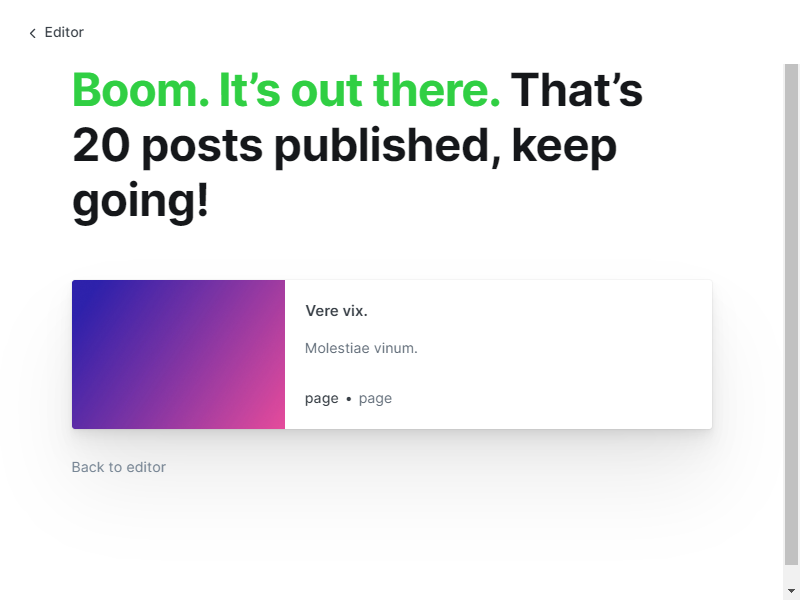 Editor
Boom. It’s out there. That’s
20 posts published, keep
going!
Vere vix.
Molestiae vinum.
page • page
Back to editor